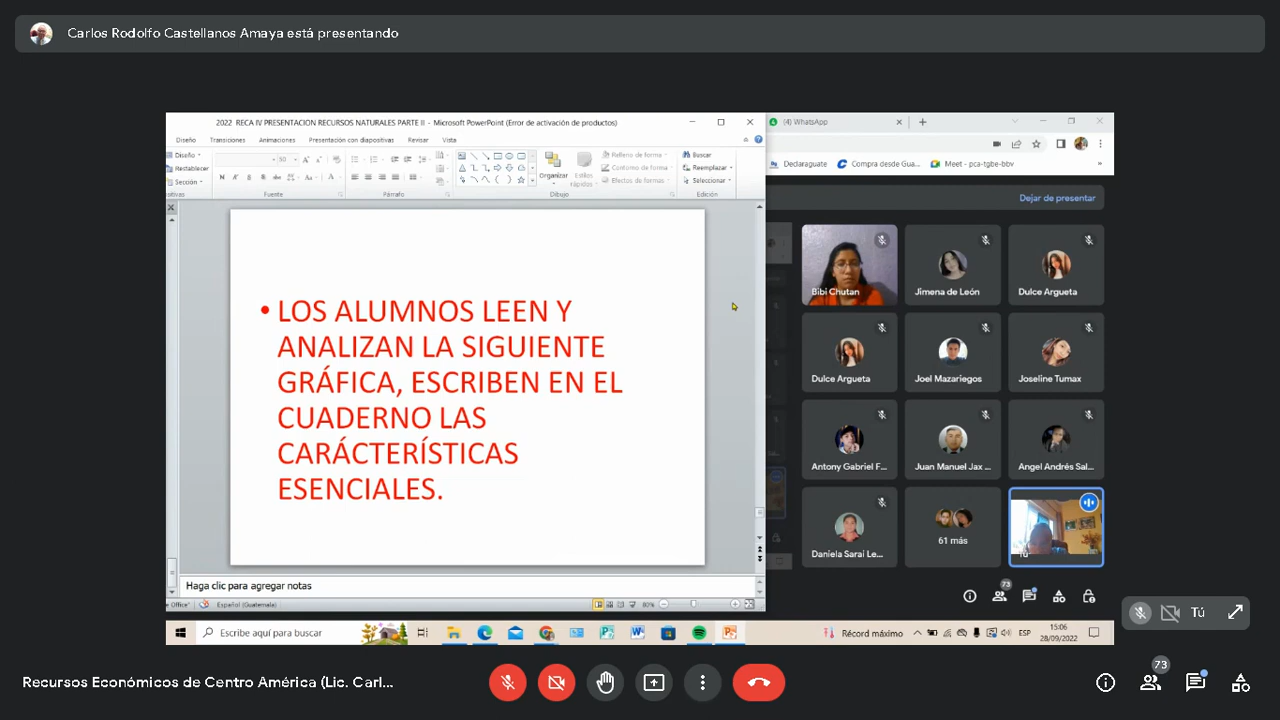 Carlos Rodolfo Castellanos Amaya está presentando
2022 RECA IV PRESENTACION RECURSOS NATURALES PARTE II - Microsoft PowerPoint (Error de activación de productos)
(4) WhatsApp
Diseño Transiciones Animaciones Presentación con diapositivas Revisar Vista
Diseño
Restablecer
Sección
Fuente
Párrafo
Organizar
Estilos rápidos
Relleno de forma
Contorno de forma
Efectos de formas
Dibujo
Buscar
Reemplazar
Seleccionar
Edición
Declaraguate
Compra desde Gua...
Meet - pca-tgbe-bbv
Dejar de presentar
• LOS ALUMNOS LEEN Y
ANALIZAN LA SIGUIENTE
GRÁFICA, ESCRIBEN EN EL
CUADERNO LAS
CARÁCTERÍSTICAS
ESENCIALES.
Bibi Chutan
Jimena de León
Dulce Argueta
Dulce Argueta
Joel Mazariegos
Joseline Tumax
Antony Gabriel F...
Juan Manuel Jax ...
Angel Andrés Sal...
Daniela Sarai Le...
61 más
Tú
73
Haga clic para agregar notas
Office"
Español (Guatemala)
80%
Escribe aquí para buscar
Récord máximo
ESP
15:06
28/09/2022
Tú
Recursos Económicos de Centro América (Lic. Carl...
73